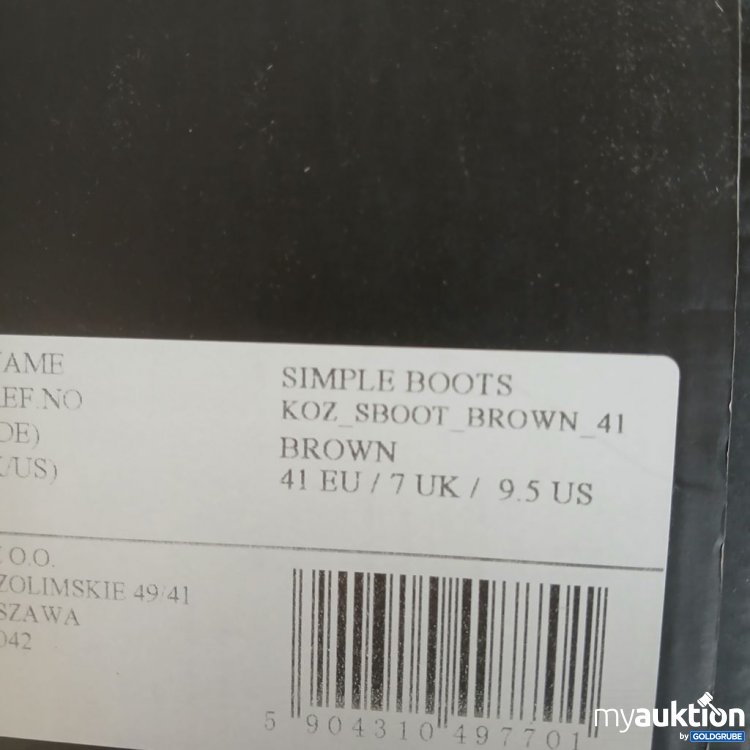 AME SIMPLE BOOTS
EF.NO KOZ_SBOOT_BROWN_41
DE) BROWN
/US) 41 EU / 7 UK / 9.5 US
O.O.
ZOLIMSKIE 49/41
SZAWA
042
5 904310 497701
myauktion
by GOLDGRUBE